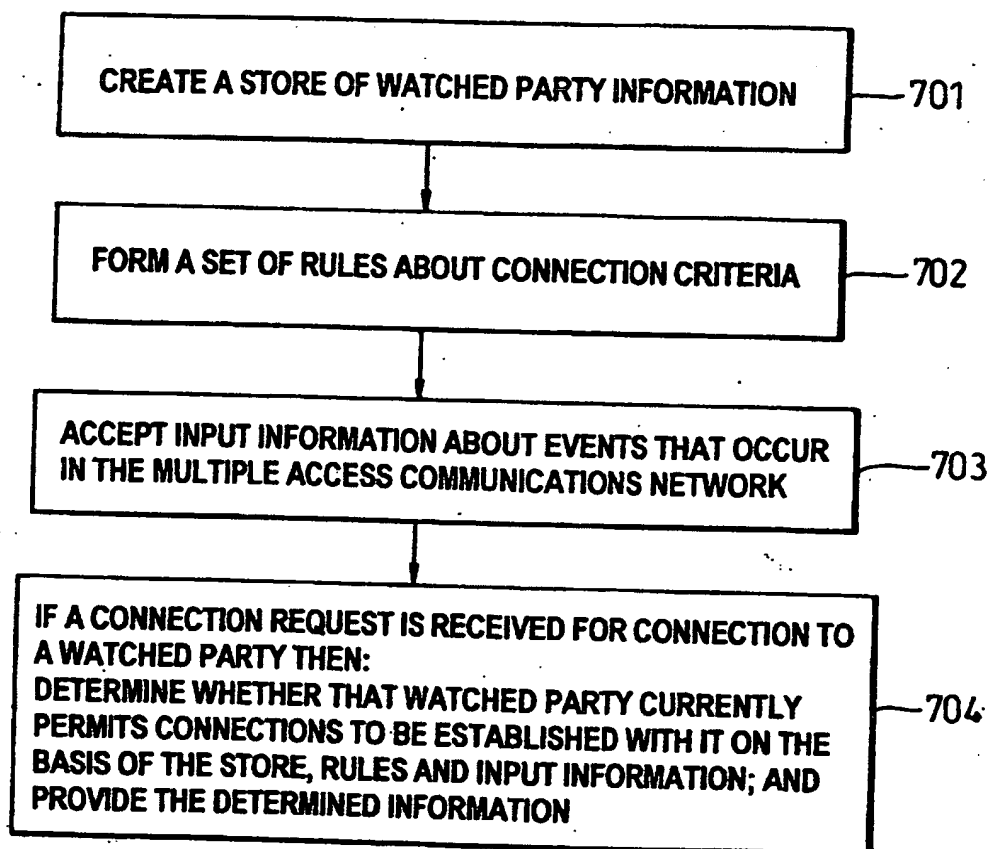 CREATE A STORE OF WATCHED PARTY INFORMATION
701
FORM A SET OF RULES ABOUT CONNECTION CRITERIA
702
ACCEPT INPUT INFORMATION ABOUT EVENTS THAT OCCUR
IN THE MULTIPLE ACCESS COMMUNICATIONS NETWORK
703
IF A CONNECTION REQUEST IS RECEIVED FOR CONNECTION TO
A WATCHED PARTY THEN:
DETERMINE WHETHER THAT WATCHED PARTY CURRENTLY
PERMITS CONNECTIONS TO BE ESTABLISHED WITH IT ON THE
BASIS OF THE STORE, RULES AND INPUT INFORMATION; AND
PROVIDE THE DETERMINED INFORMATION
704